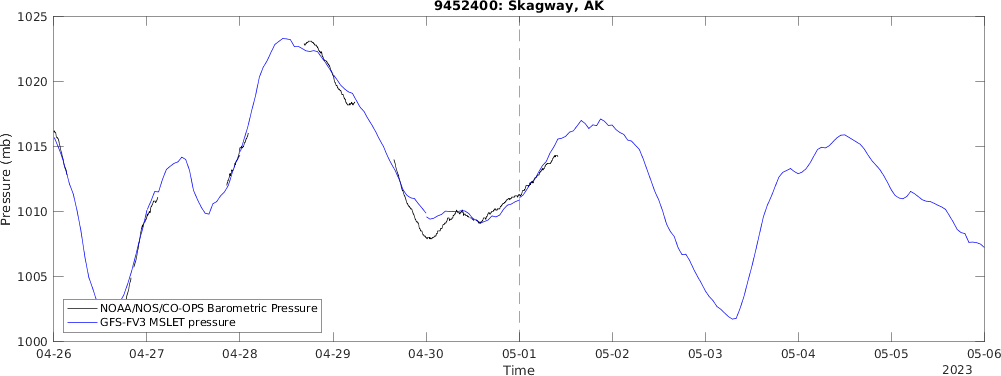 9452400: Skagway, AK
Pressure (mb)
1025
1020
1015
1010
1005
1000
NOAA/NOS/CO-OPS Barometric Pressure
GFS-FV3 MSLET pressure
04-26 04-27 04-28 04-29 04-30 05-01 05-02 05-03 05-04 05-05 05-06
Time
2023